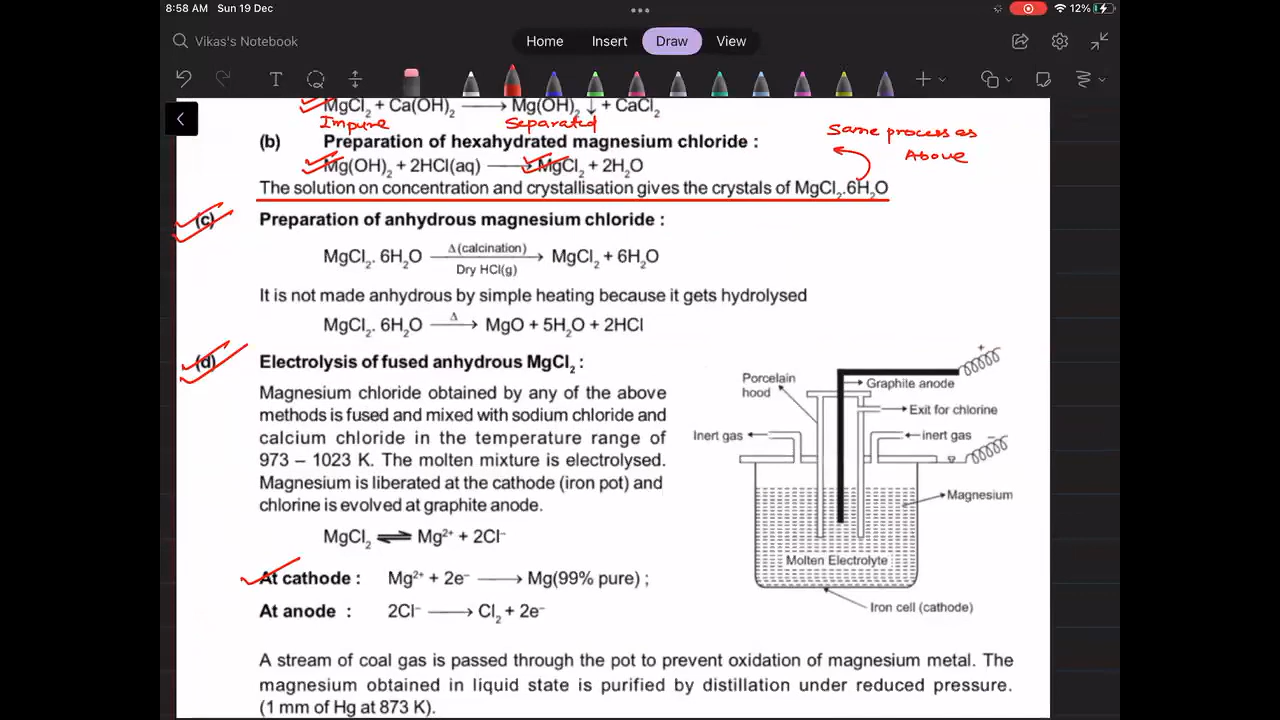 8:58 AM Sun 19 Dec
12%
Vikas's Notebook
Home Insert Draw View
MgCl₂ + Ca(OH)₂ ⟶ Mg(OH)₂ ↓ + CaCl₂
Impure Separated
(b) Preparation of hexahydrated magnesium chloride :
Same process as
Above
Mg(OH)₂ + 2HCl(aq) ⟶ MgCl₂ + 2H₂O
The solution on concentration and crystallisation gives the crystals of MgCl₂.6H₂O
(c) Preparation of anhydrous magnesium chloride :
Δ(calcination)
MgCl₂. 6H₂O ⟶ MgCl₂ + 6H₂O
Dry HCl(g)
It is not made anhydrous by simple heating because it gets hydrolysed
Δ
MgCl₂. 6H₂O ⟶ MgO + 5H₂O + 2HCl
(d) Electrolysis of fused anhydrous MgCl₂ :
Magnesium chloride obtained by any of the above
methods is fused and mixed with sodium chloride and
calcium chloride in the temperature range of
973 – 1023 K. The molten mixture is electrolysed.
Magnesium is liberated at the cathode (iron pot) and
chlorine is evolved at graphite anode.
MgCl₂ ⇌ Mg²⁺ + 2Cl⁻
At cathode : Mg²⁺ + 2e⁻ ⟶ Mg(99% pure) ;
At anode : 2Cl⁻ ⟶ Cl₂ + 2e⁻
+
Porcelain
hood
Graphite anode
Exit for chlorine
Inert gas
inert gas
–
Magnesium
Molten Electrolyte
Iron cell (cathode)
A stream of coal gas is passed through the pot to prevent oxidation of magnesium metal. The
magnesium obtained in liquid state is purified by distillation under reduced pressure.
(1 mm of Hg at 873 K).